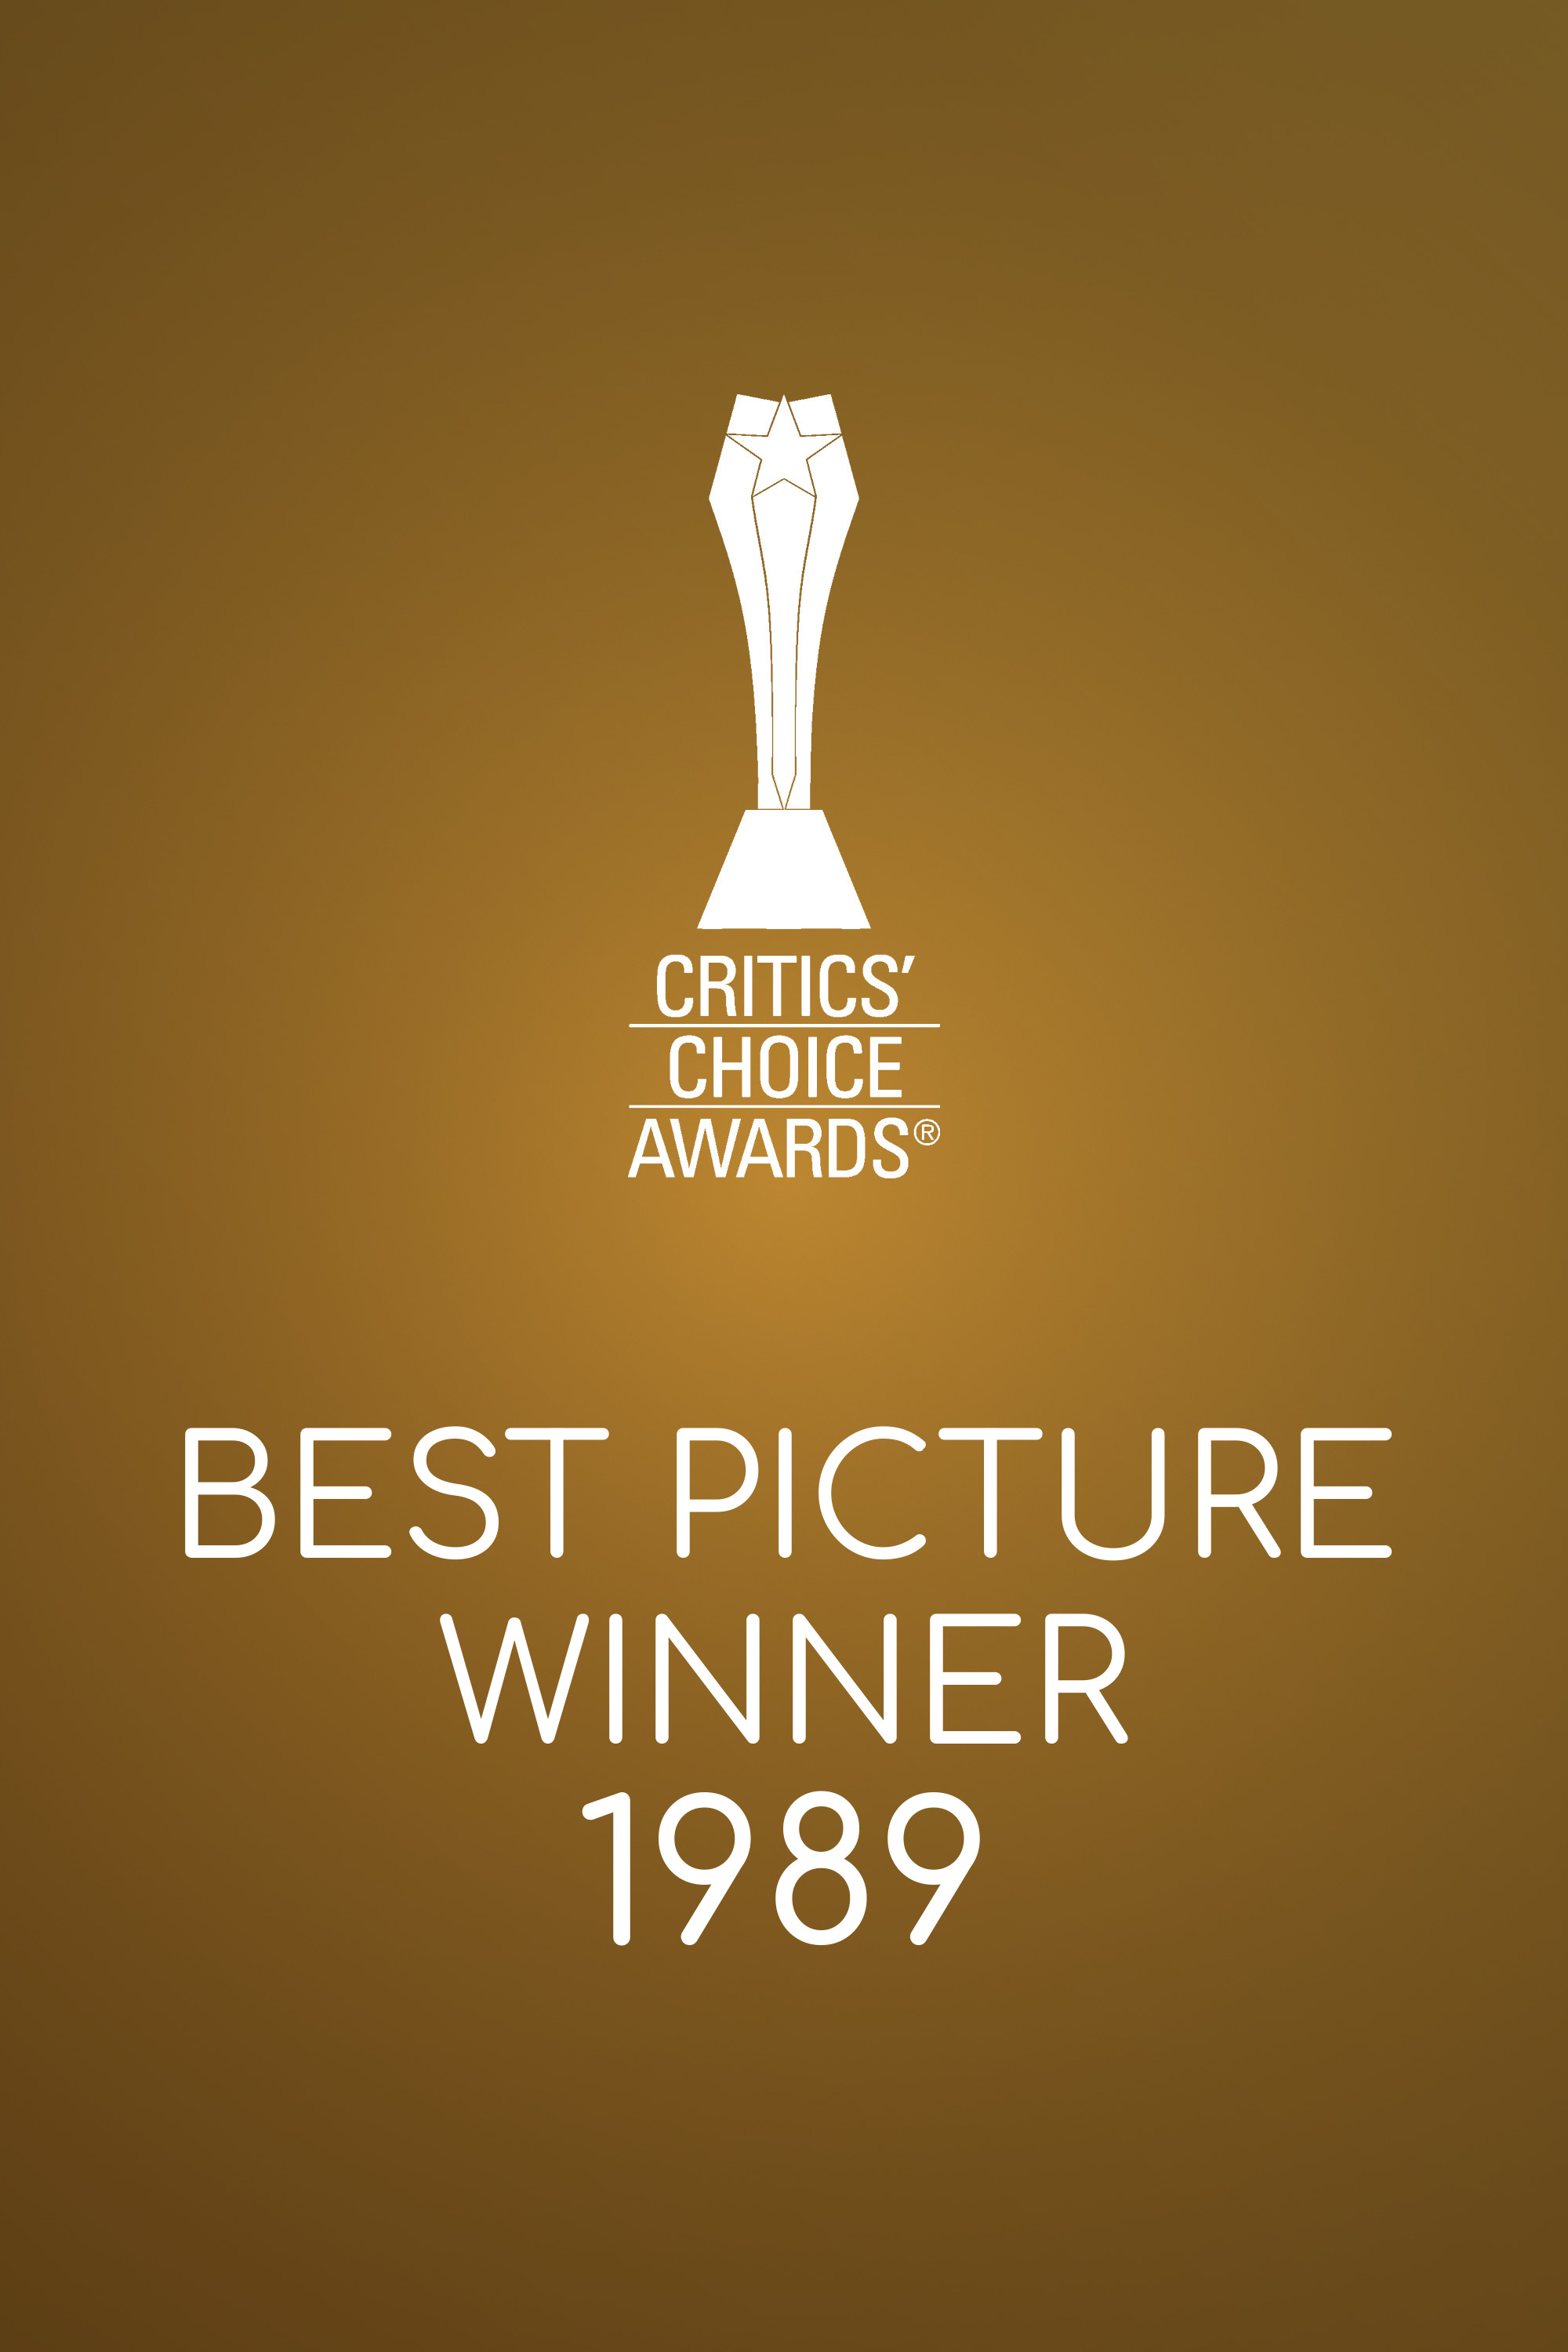 CRITICS'
CHOICE
AWARDS®
BEST PICTURE
WINNER
1989